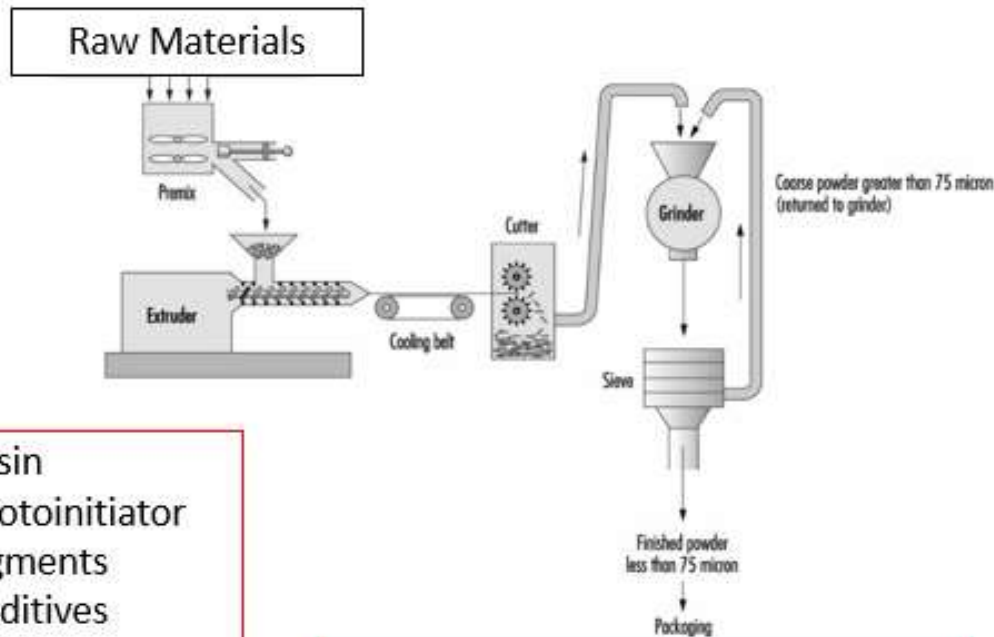 Raw Materials
Premix
Extruder
Cooling belt
Cutter
Grinder
Coarse powder greater than 75 micron
(returned to grinder)
Sieve
Finished powder
less than 75 micron
Packaging
sin
otoinitiator
gments
ditives